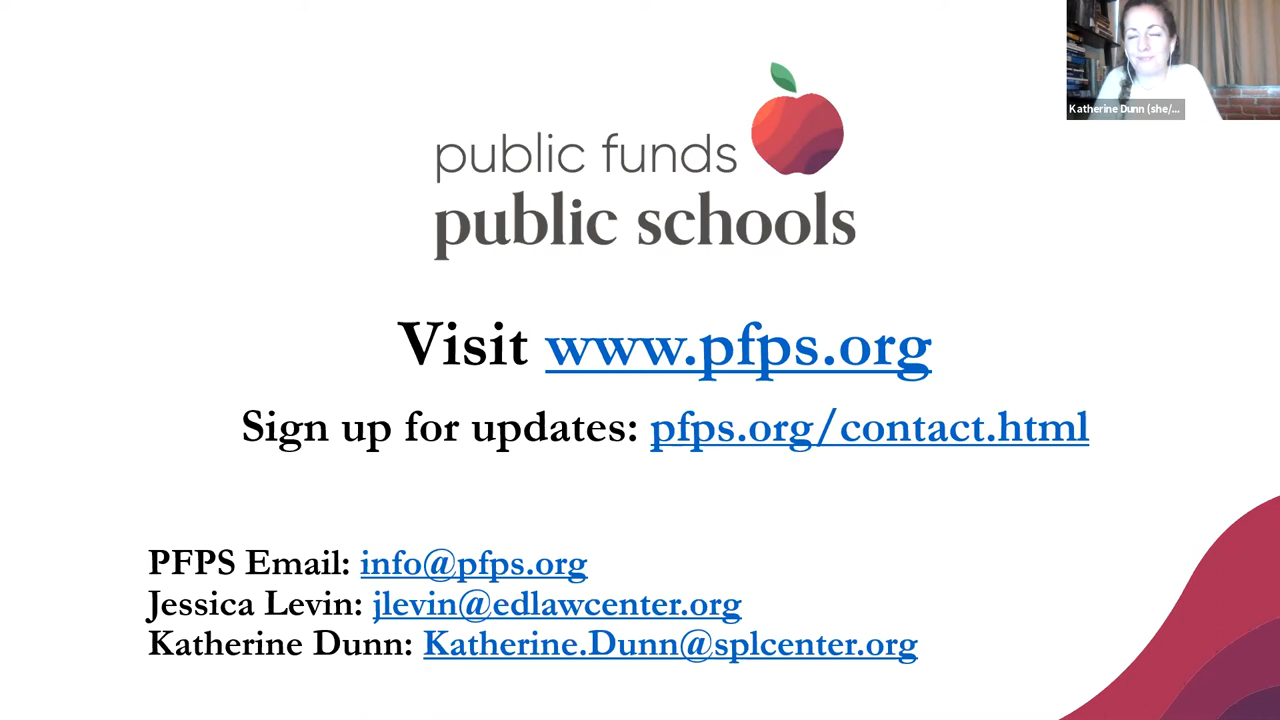 Katherine Dunn (she/...
public funds
public schools
Visit www.pfps.org
Sign up for updates: pfps.org/contact.html
PFPS Email: info@pfps.org
Jessica Levin: jlevin@edlawcenter.org
Katherine Dunn: Katherine.Dunn@splcenter.org